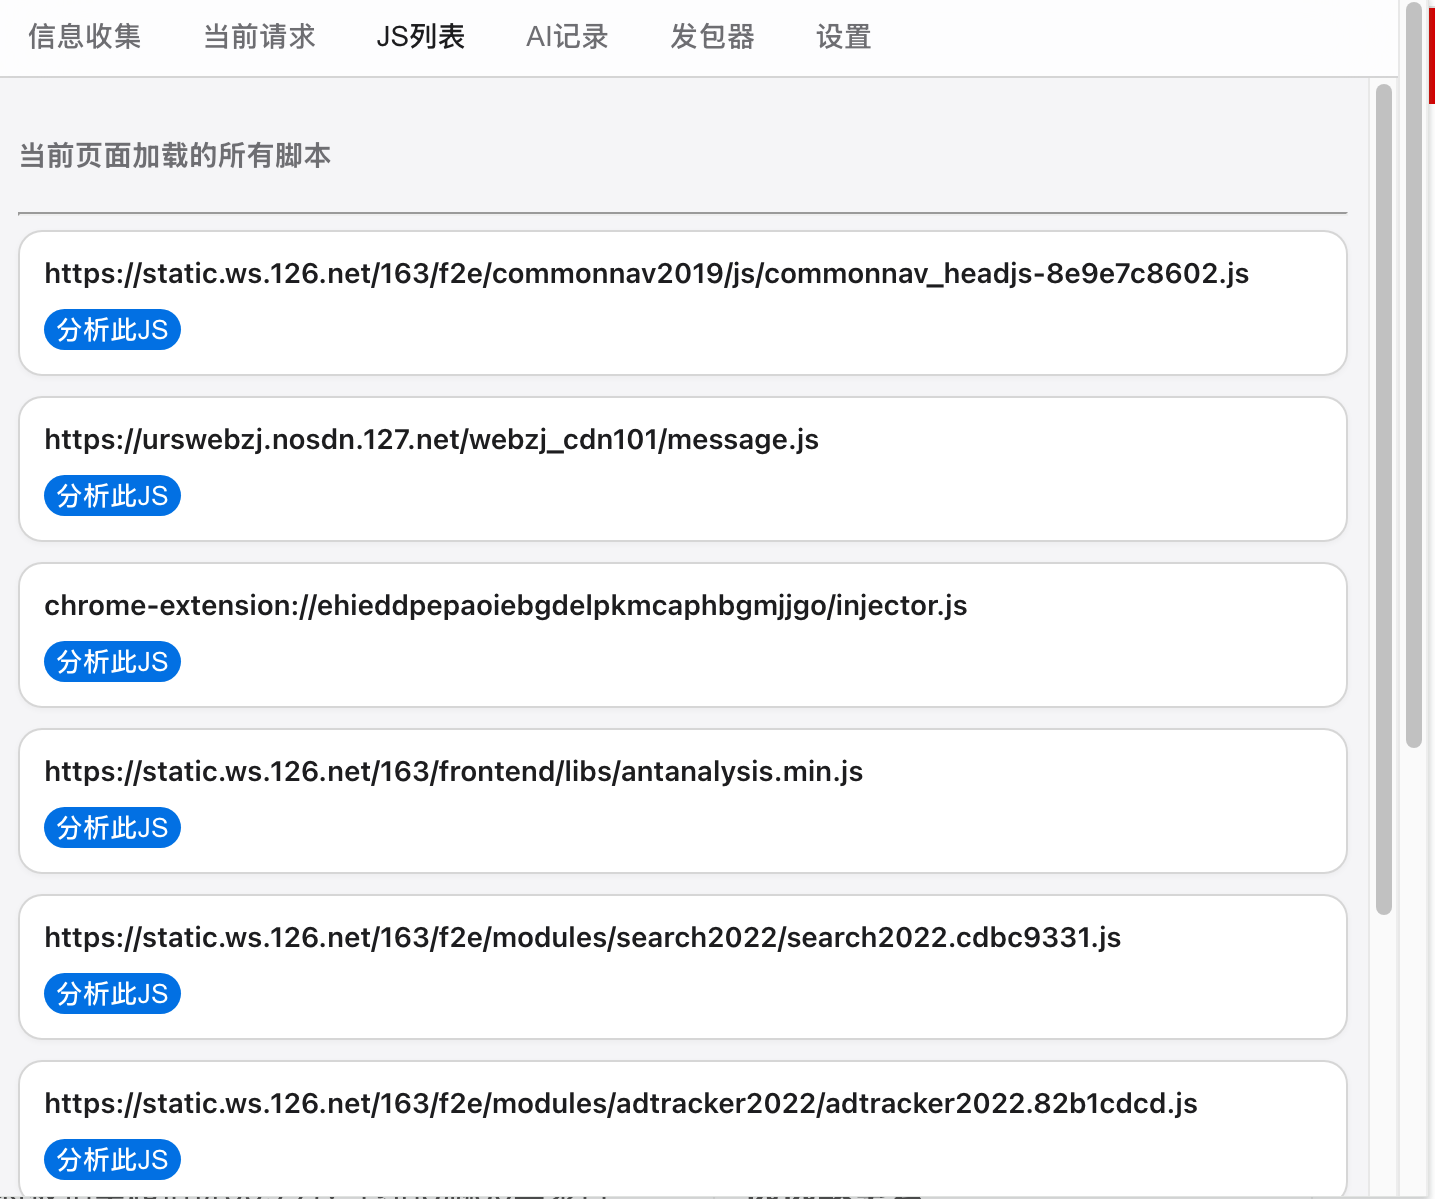 信息收集 当前请求 JS列表 AI记录 发包器 设置
当前页面加载的所有脚本
https://static.ws.126.net/163/f2e/commonnav2019/js/commonnav_headjs-8e9e7c8602.js
分析此JS
https://urswebzj.nosdn.127.net/webzj_cdn101/message.js
分析此JS
chrome-extension://ehieddpepaoiebgdelpkmcaphbgmjjgo/injector.js
分析此JS
https://static.ws.126.net/163/frontend/libs/antanalysis.min.js
分析此JS
https://static.ws.126.net/163/f2e/modules/search2022/search2022.cdbc9331.js
分析此JS
https://static.ws.126.net/163/f2e/modules/adtracker2022/adtracker2022.82b1cdcd.js
分析此JS